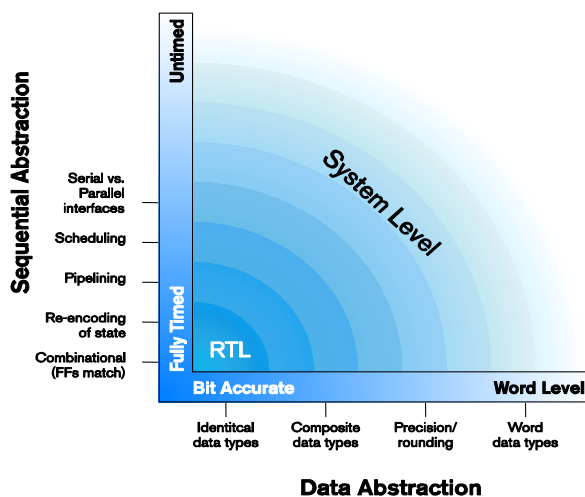 Untimed
Sequential Abstraction
System Level
Serial vs.
Parallel
interfaces
Scheduling
Pipelining
Re-encoding
of state
Combinational
(FFs match)
Fully Timed
RTL
Bit Accurate
Word Level
Identitcal
data types
Composite
data types
Precision/
rounding
Word
data types
Data Abstraction